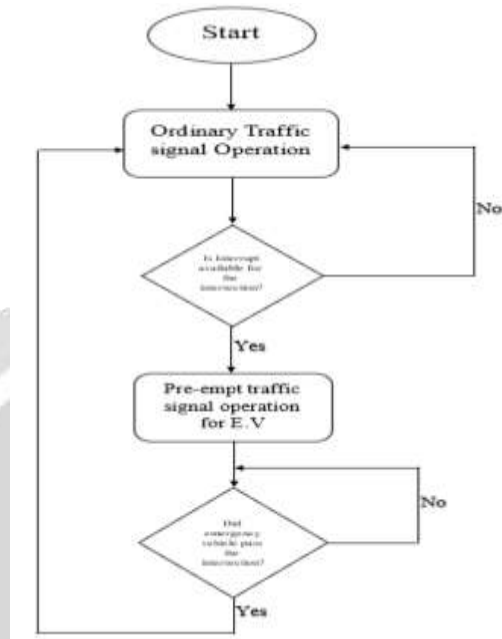 Start
Ordinary Traffic
signal Operation
No
Is Interrupt
available for
the
intersection?
Yes
Pre-empt traffic
signal operation
for E.V
No
Did
emergency
vehicle pass
the
intersection?
Yes